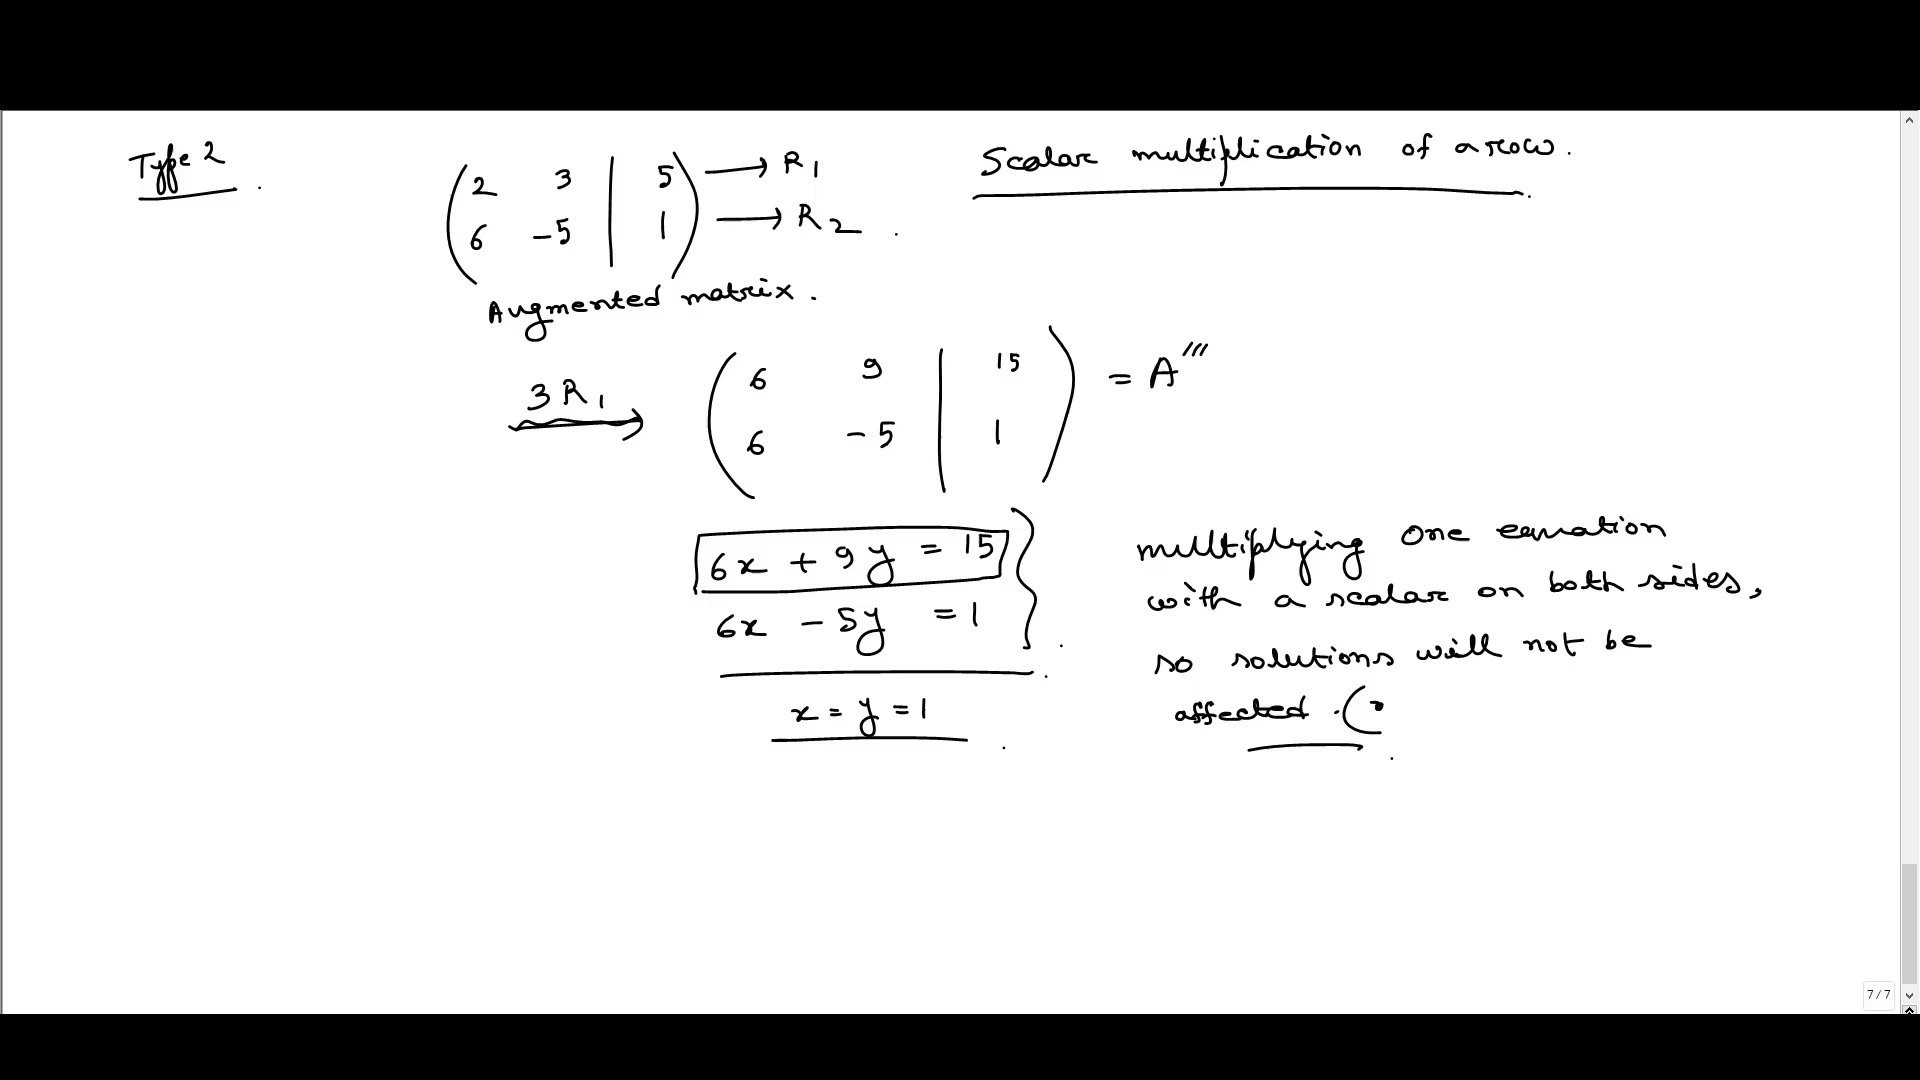 Type 2
Scalar multiplication of a row.
( 2 3 | 5 ) → R1
( 6 -5 | 1 ) → R2
Augmented matrix.
3R1 →
( 6 9 | 15 )
( 6 -5 | 1 ) = A'''
6x + 9y = 15
6x - 5y = 1
x = y = 1
multiplying one equation
with a scalar on both sides,
so solutions will not be
affected. (
7/7